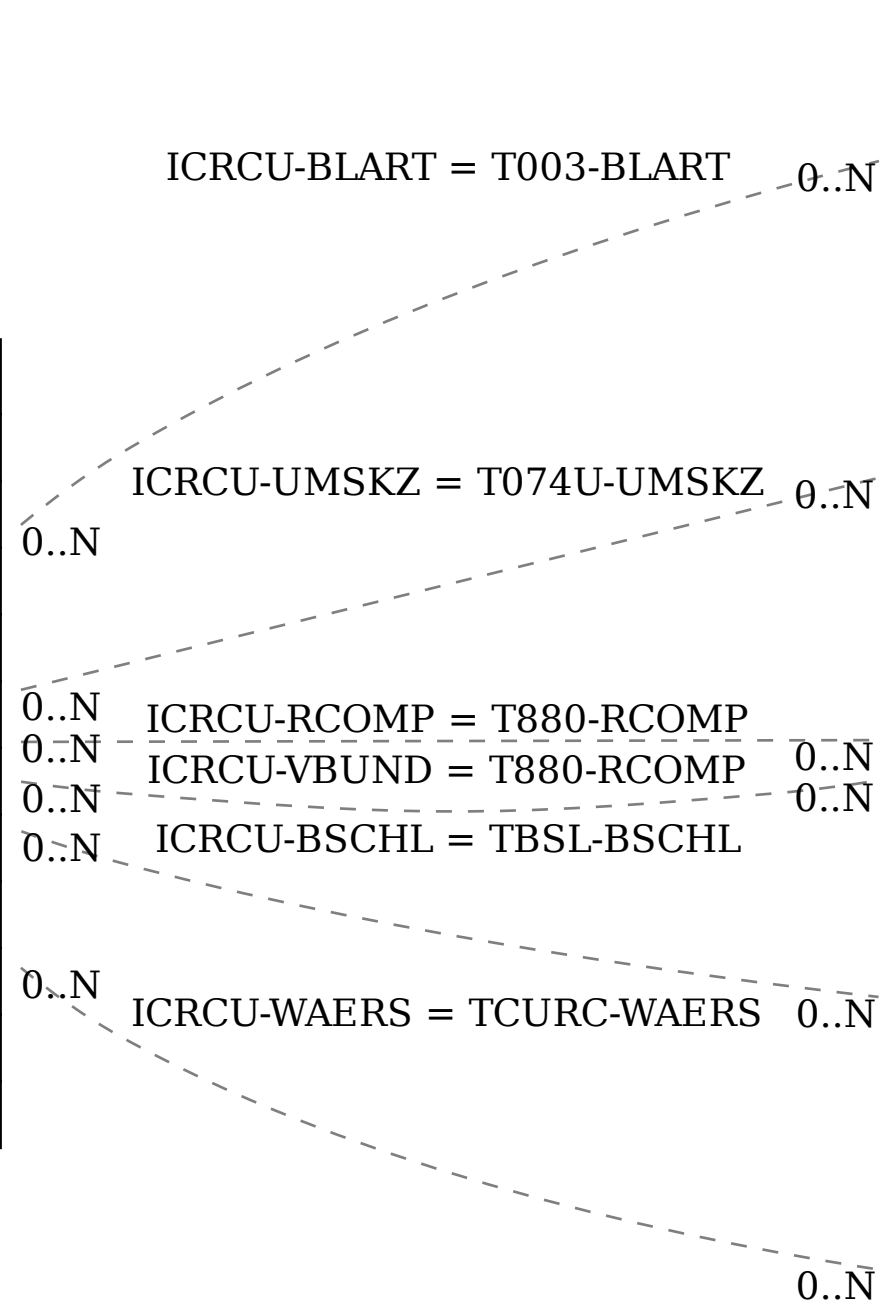 ICRCU-BLART = T003-BLART
0..N
ICRCU-UMSKZ = T074U-UMSKZ
0..N
0..N
0..N
ICRCU-RCOMP = T880-RCOMP
0..N
0..N
ICRCU-VBUND = T880-RCOMP
0..N
0..N
0..N
ICRCU-BSCHL = TBSL-BSCHL
0..N
ICRCU-WAERS = TCURC-WAERS
0..N
0..N